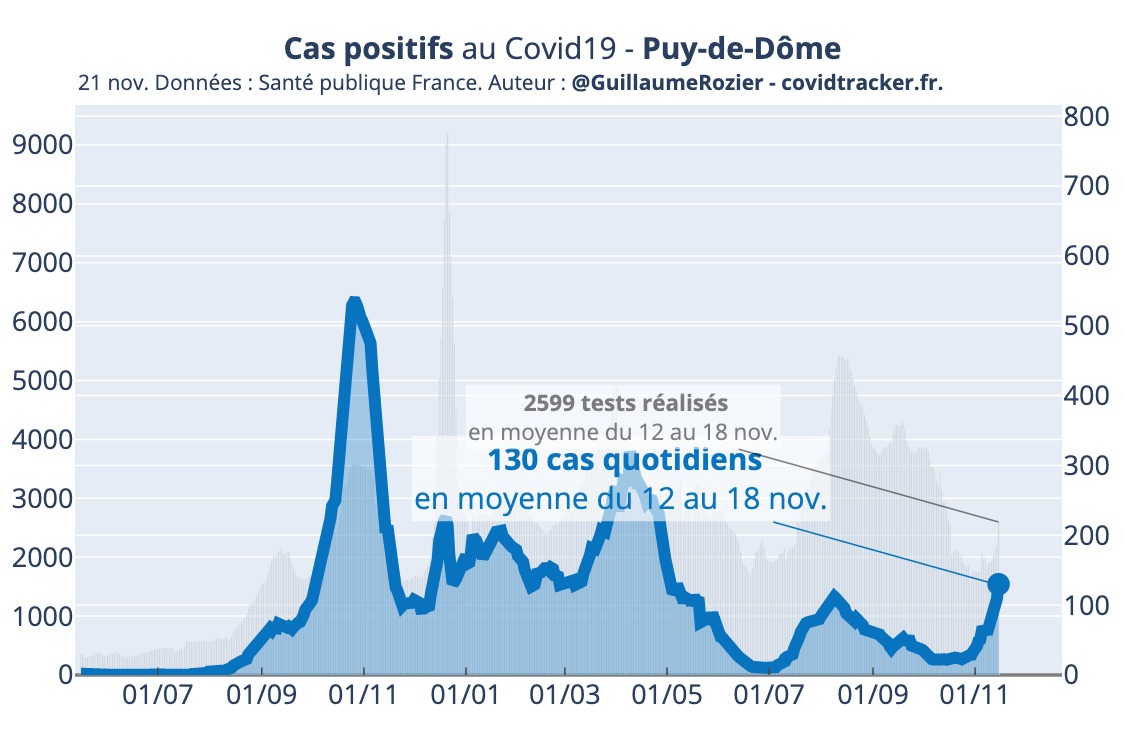 Cas positifs au Covid19 - Puy-de-Dôme
21 nov. Données : Santé publique France. Auteur : @GuillaumeRozier - covidtracker.fr.
9000
8000
7000
6000
5000
4000
3000
2000
1000
0
800
700
600
500
400
300
200
100
0
2599 tests réalisés
en moyenne du 12 au 18 nov.
130 cas quotidiens
en moyenne du 12 au 18 nov.
01/07 01/09 01/11 01/01 01/03 01/05 01/07 01/09 01/11